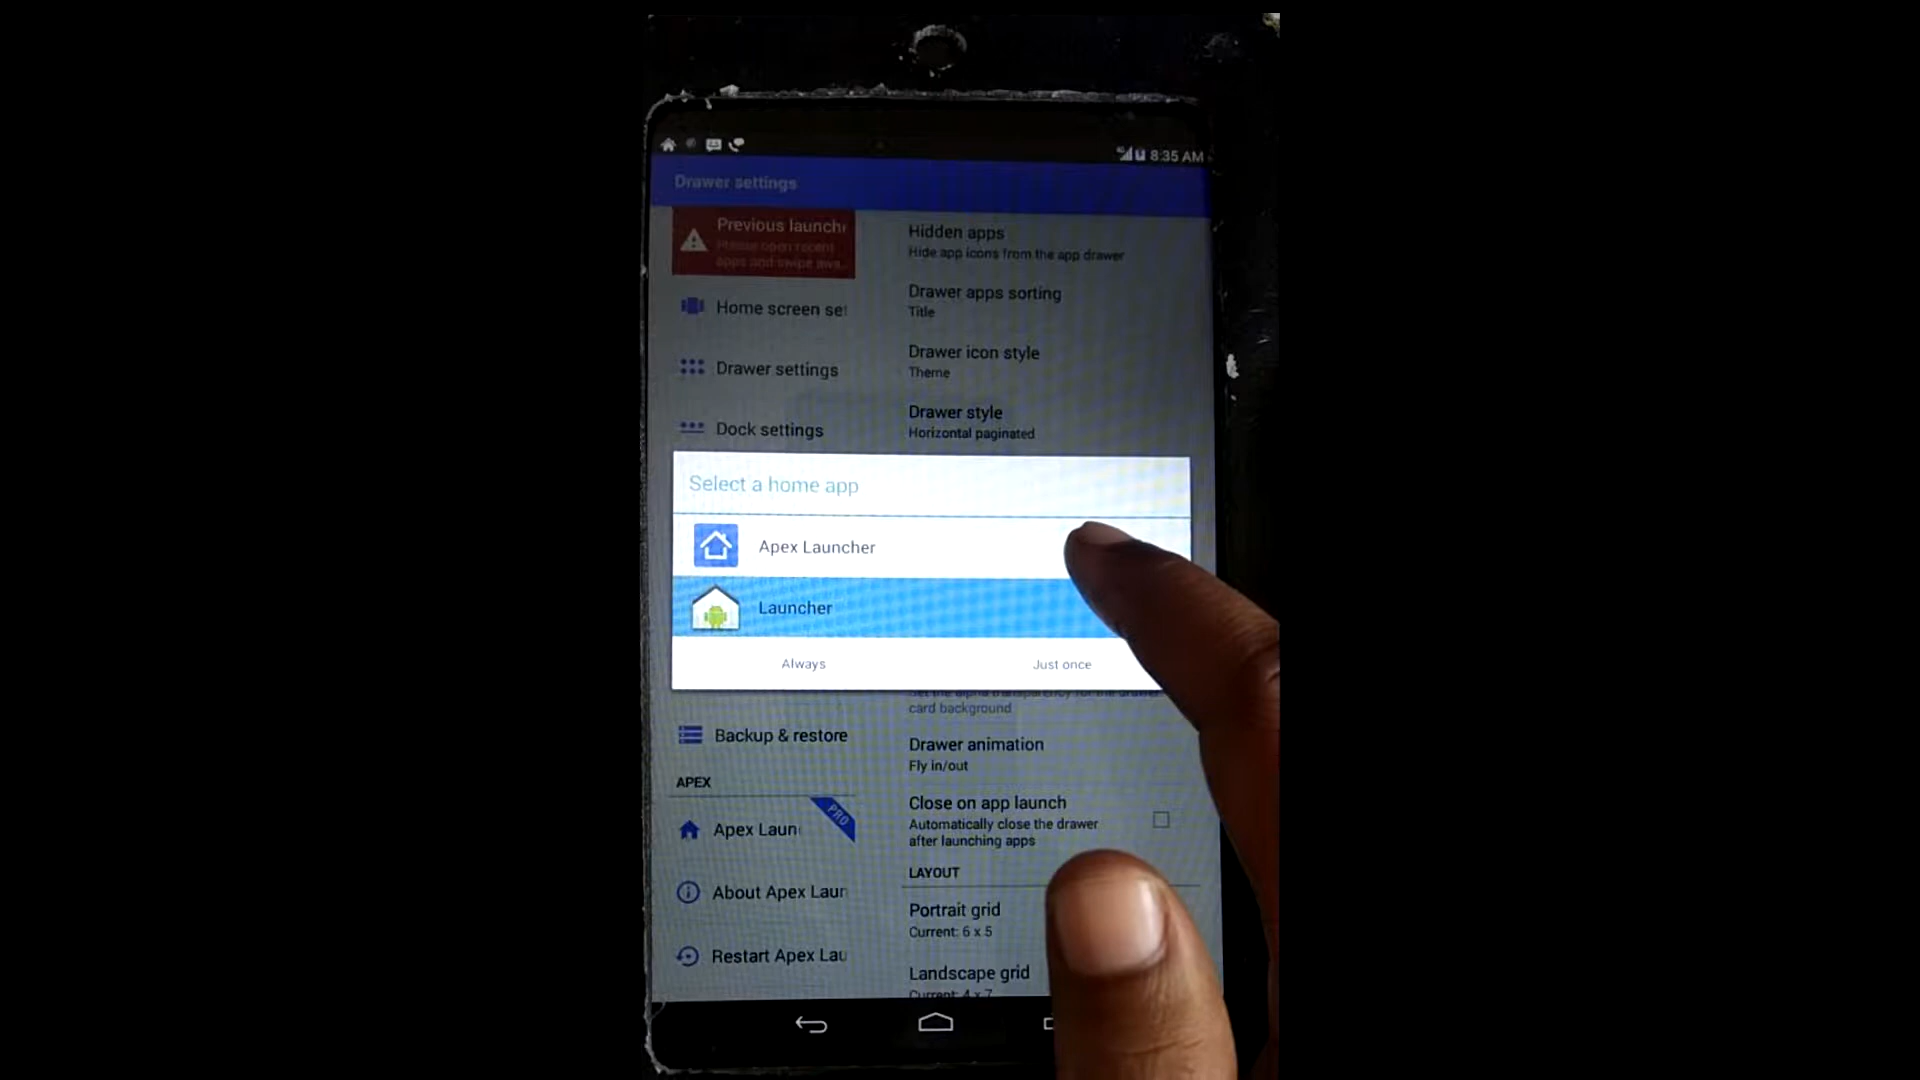 8:35 AM
Drawer settings
Previous launch
Please open recent
apps and swipe awa...
Home screen set
Drawer settings
Dock settings
Hidden apps
Hide app icons from the app drawer
Drawer apps sorting
Title
Drawer icon style
Theme
Drawer style
Horizontal paginated
Select a home app
Apex Launcher
Launcher
Always
Just once
Set the alpha transparency for the drawer
card background
Backup & restore
APEX
Apex Laun
PRO
About Apex Laun
Restart Apex Lau
Drawer animation
Fly in/out
Close on app launch
Automatically close the drawer
after launching apps
LAYOUT
Portrait grid
Current: 6 x 5
Landscape grid
Current: 4 x 7